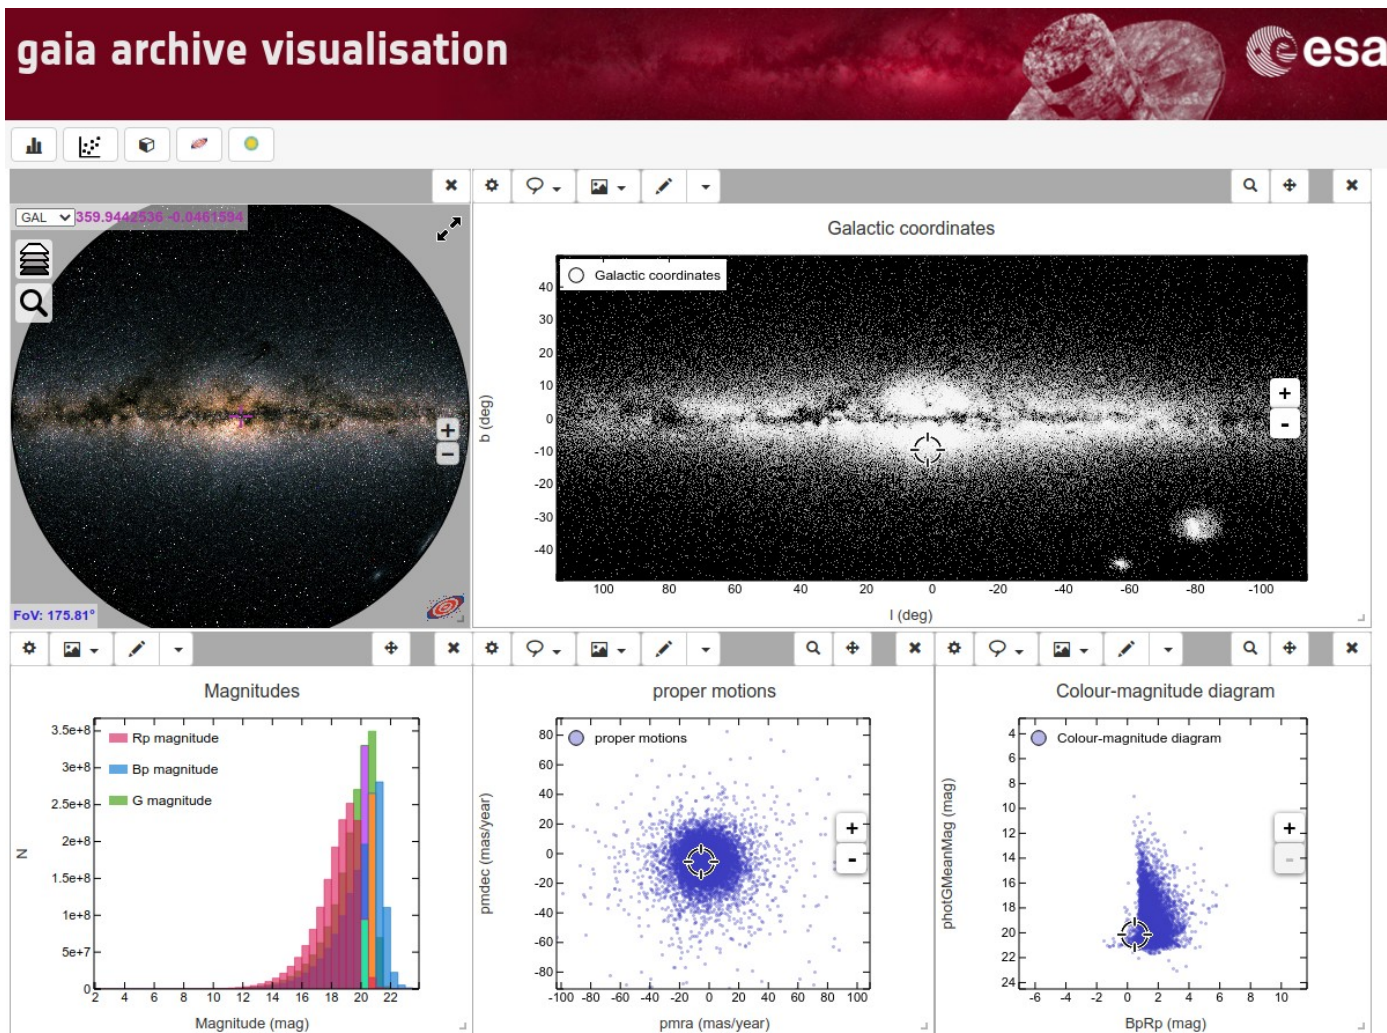 gaia archive visualisation
esa
GAL 359.9442536 -0.0461594
FoV: 175.81°
Galactic coordinates
Galactic coordinates
b (deg)
40
30
20
10
0
-10
-20
-30
-40
100 80 60 40 20 0 -20 -40 -60 -80 -100
l (deg)
+
-
Magnitudes
Rp magnitude
Bp magnitude
G magnitude
N
3.5e+8
3e+8
2.5e+8
2e+8
1.5e+8
1e+8
5e+7
0
2 4 6 8 10 12 14 16 18 20 22
Magnitude (mag)
proper motions
proper motions
pmdec (mas/year)
80
60
40
20
0
-20
-40
-60
-80
-100 -80 -60 -40 -20 0 20 40 60 80 100
pmra (mas/year)
+
-
Colour-magnitude diagram
Colour-magnitude diagram
photGMeanMag (mag)
4
6
8
10
12
14
16
18
20
22
24
-6 -4 -2 0 2 4 6 8 10
BpRp (mag)
+
-